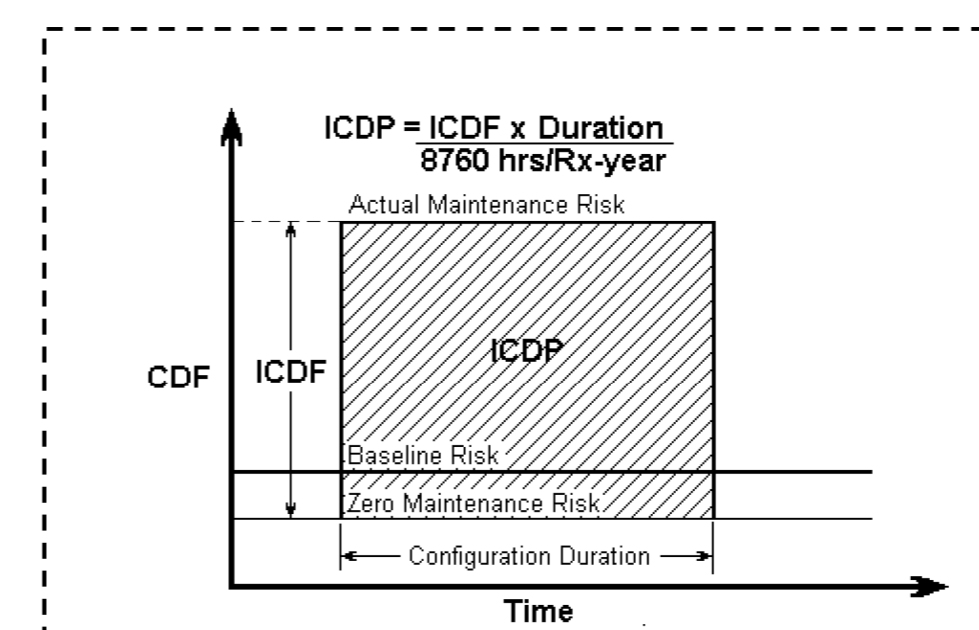 ICDP = ICDF x Duration
8760 hrs/Rx-year
Actual Maintenance Risk
ICDP
CDF
ICDF
Baseline Risk
Zero Maintenance Risk
Configuration Duration
Time